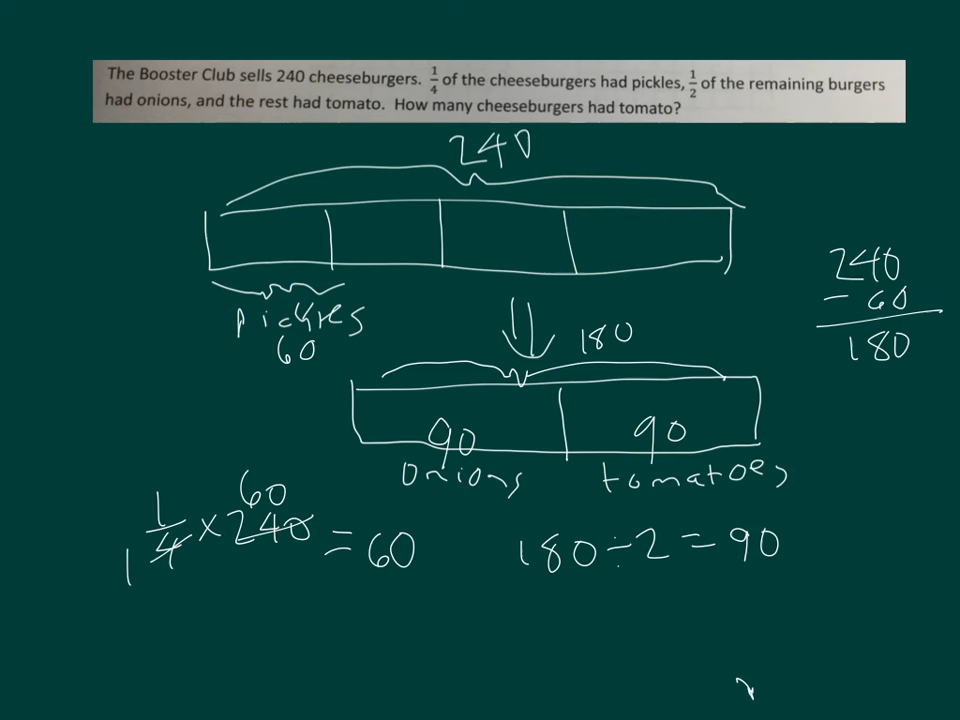 The Booster Club sells 240 cheeseburgers. 1/4 of the cheeseburgers had pickles, 1/2 of the remaining burgers
had onions, and the rest had tomato. How many cheeseburgers had tomato?
240
pickles
60
240
- 60
180
180
90 90
onions tomatoes
60
1/4 × 240 = 60
1
180 ÷ 2 = 90